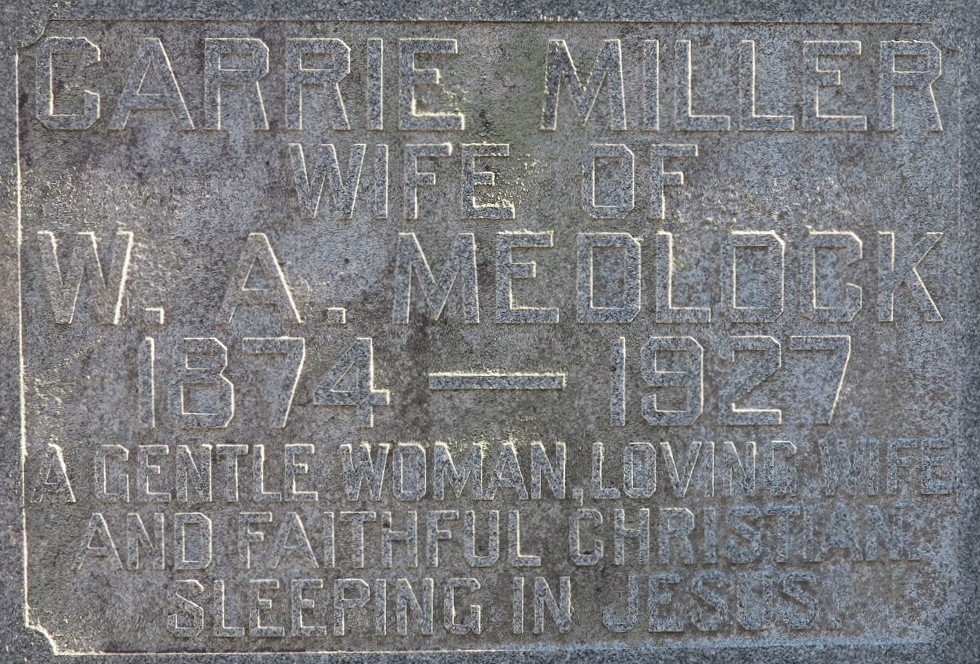 CARRIE MILLER
WIFE OF
W. A. MEDLOCK
1874 — 1927
A GENTLE WOMAN, LOVING WIFE
AND FAITHFUL CHRISTIAN
SLEEPING IN JESUS.